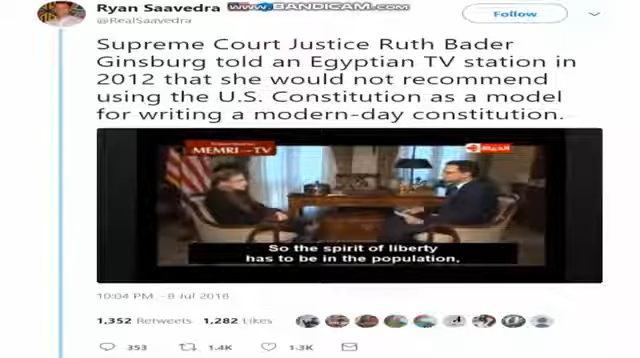 Ryan Saavedra
WWW.BANDICAM.COM
@RealSaavedra
Follow
Supreme Court Justice Ruth Bader
Ginsburg told an Egyptian TV station in
2012 that she would not recommend
using the U.S. Constitution as a model
for writing a modern-day constitution.
MEMRI TV
الحياة
So the spirit of liberty
has to be in the population,
10:04 PM - 8 Jul 2018
1,352 Retweets 1,282 Likes
353 1.4K 1.3K